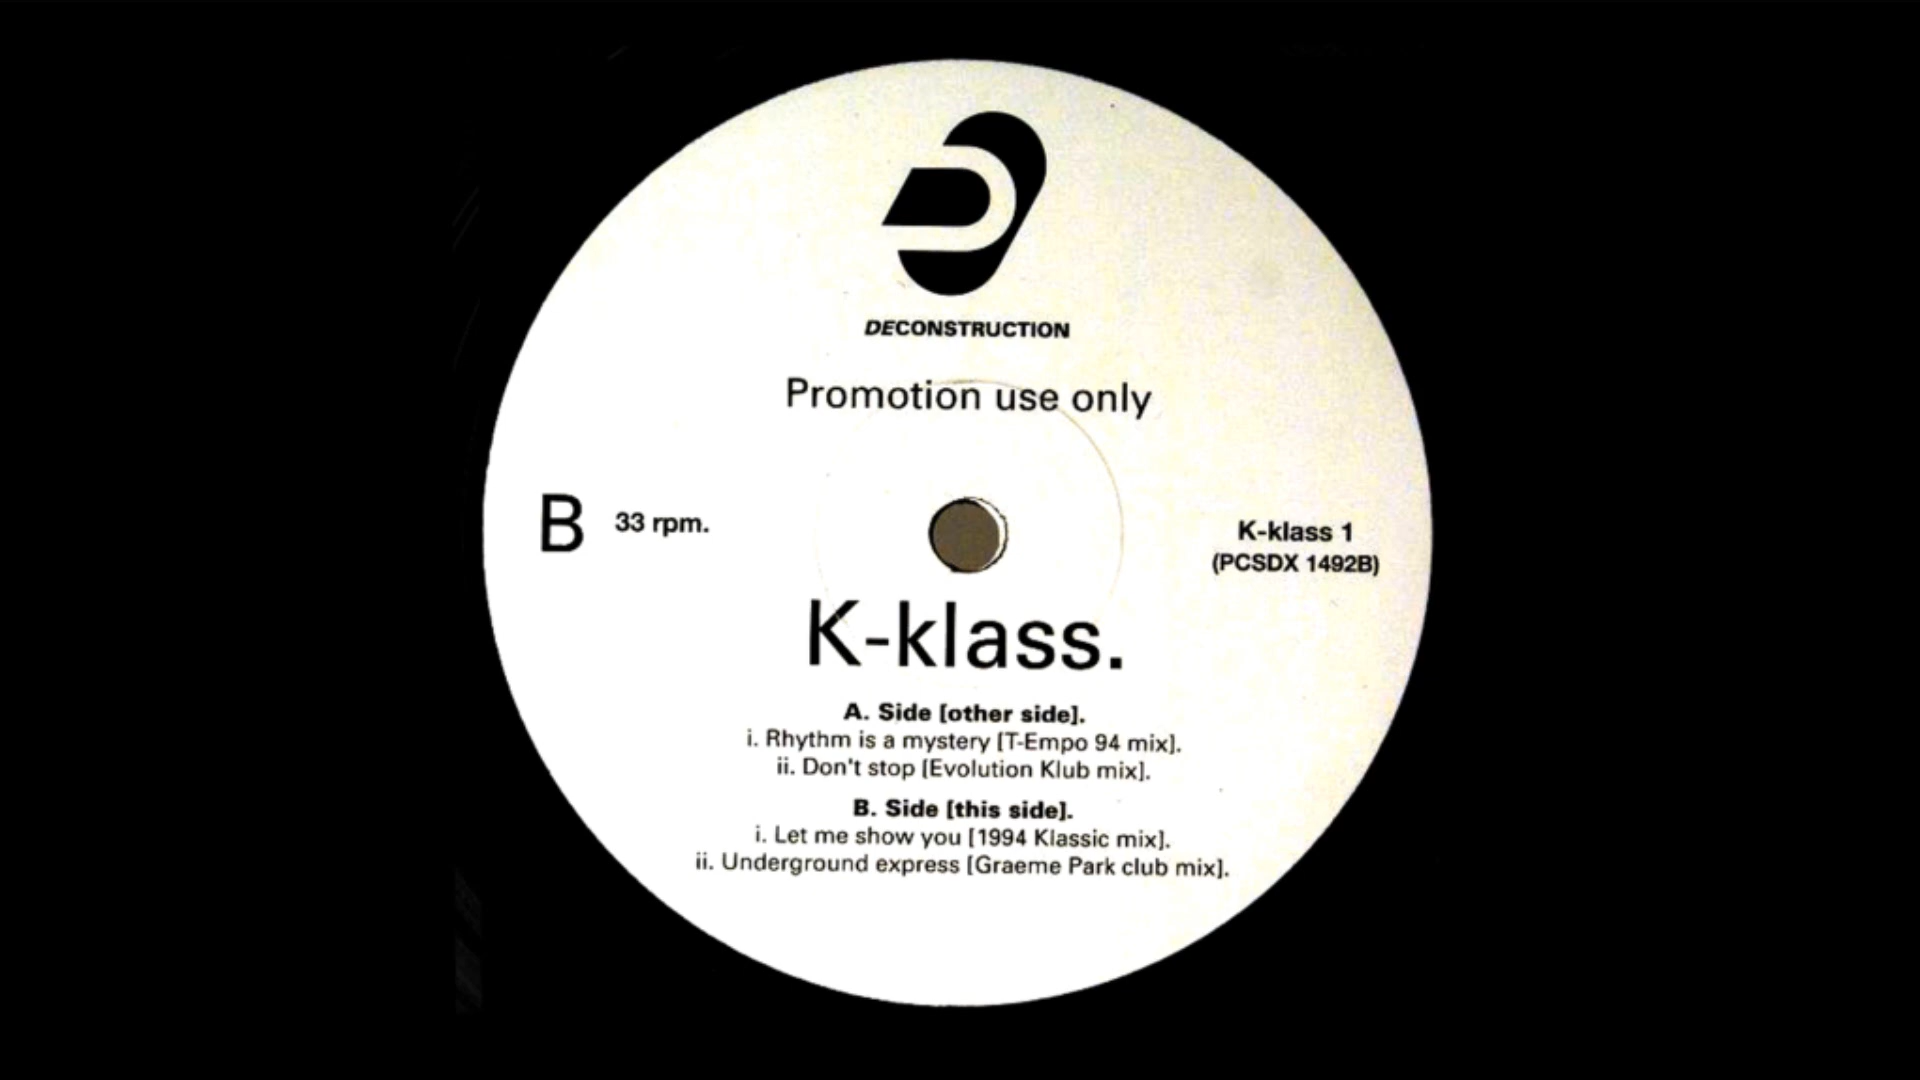 DECONSTRUCTION
Promotion use only
B 33 rpm.
K-klass 1
(PCSDX 1492B)
K-klass.
A. Side [other side].
i. Rhythm is a mystery [T-Empo 94 mix].
ii. Don't stop [Evolution Klub mix].
B. Side [this side].
i. Let me show you [1994 Klassic mix].
ii. Underground express [Graeme Park club mix].